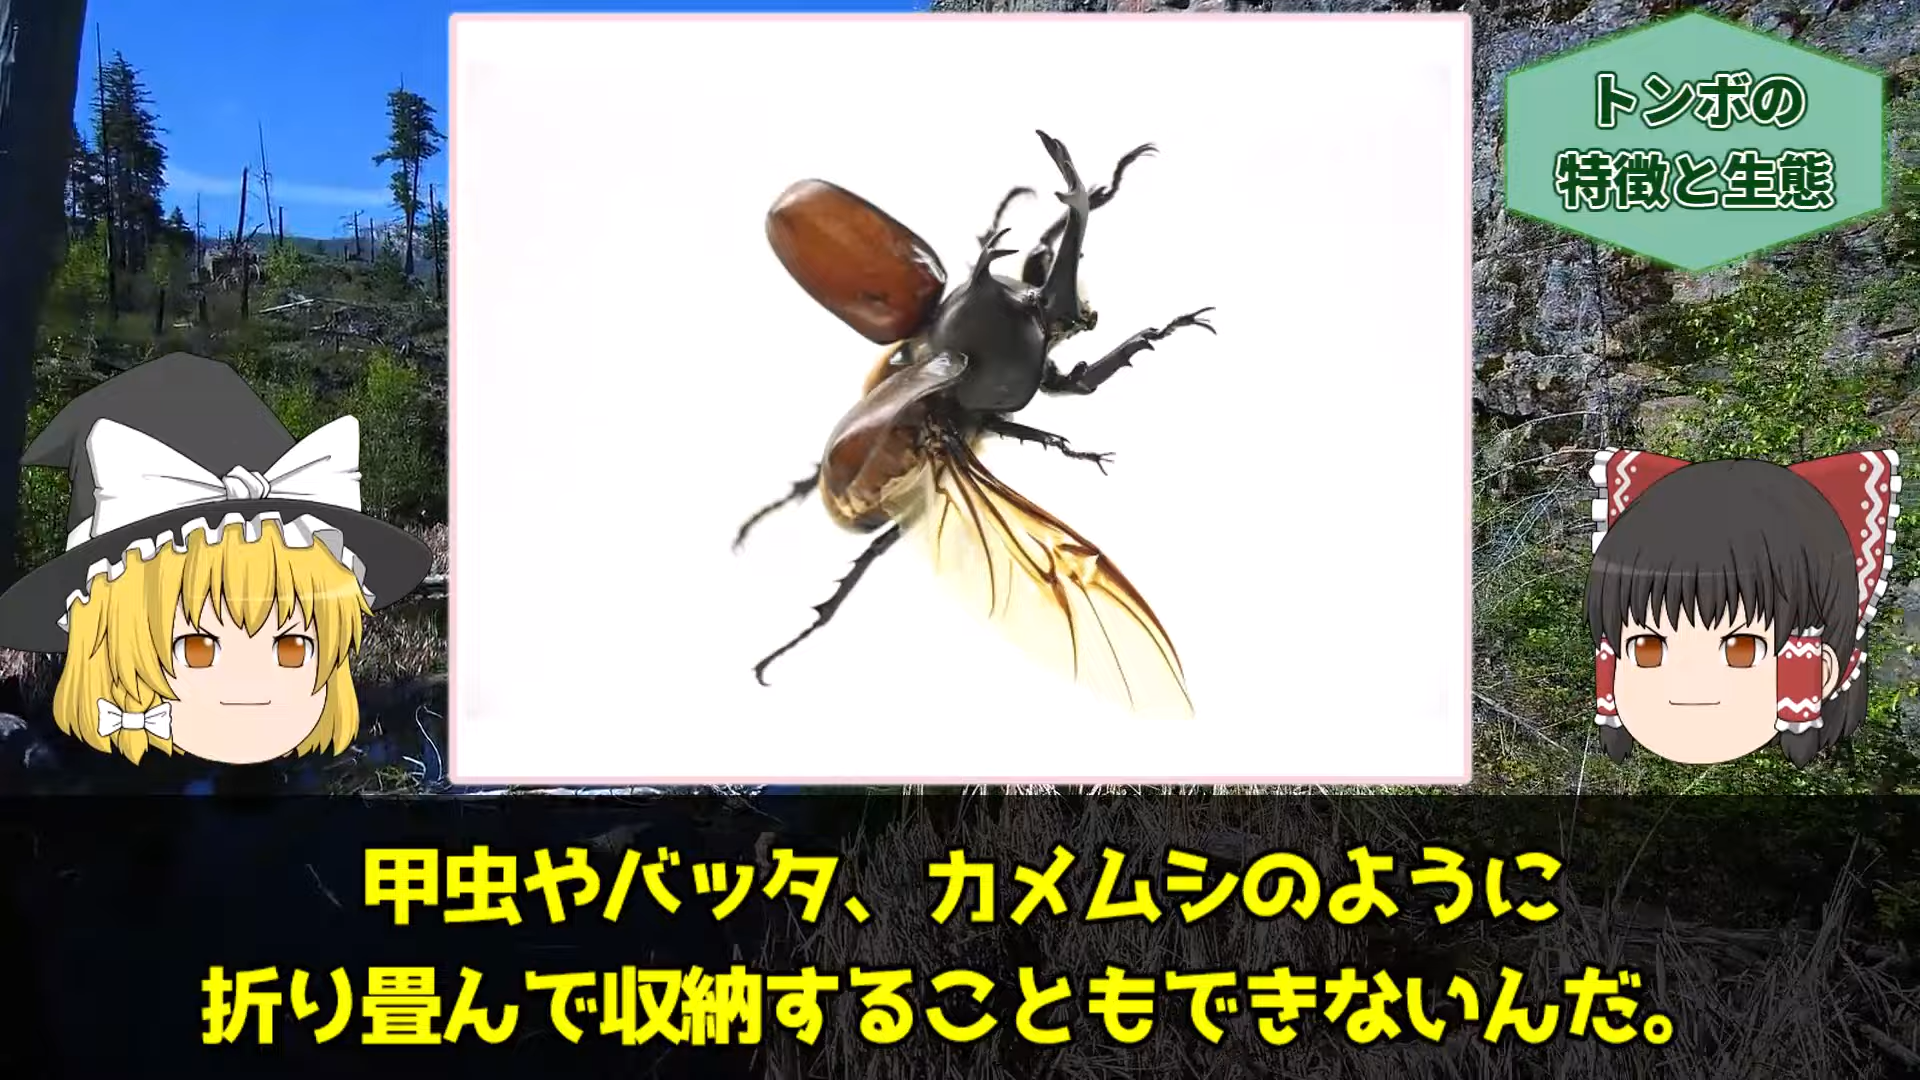 トンボの
特徴と生態
甲虫やバッタ、カメムシのように
折り畳んで収納することもできないんだ。